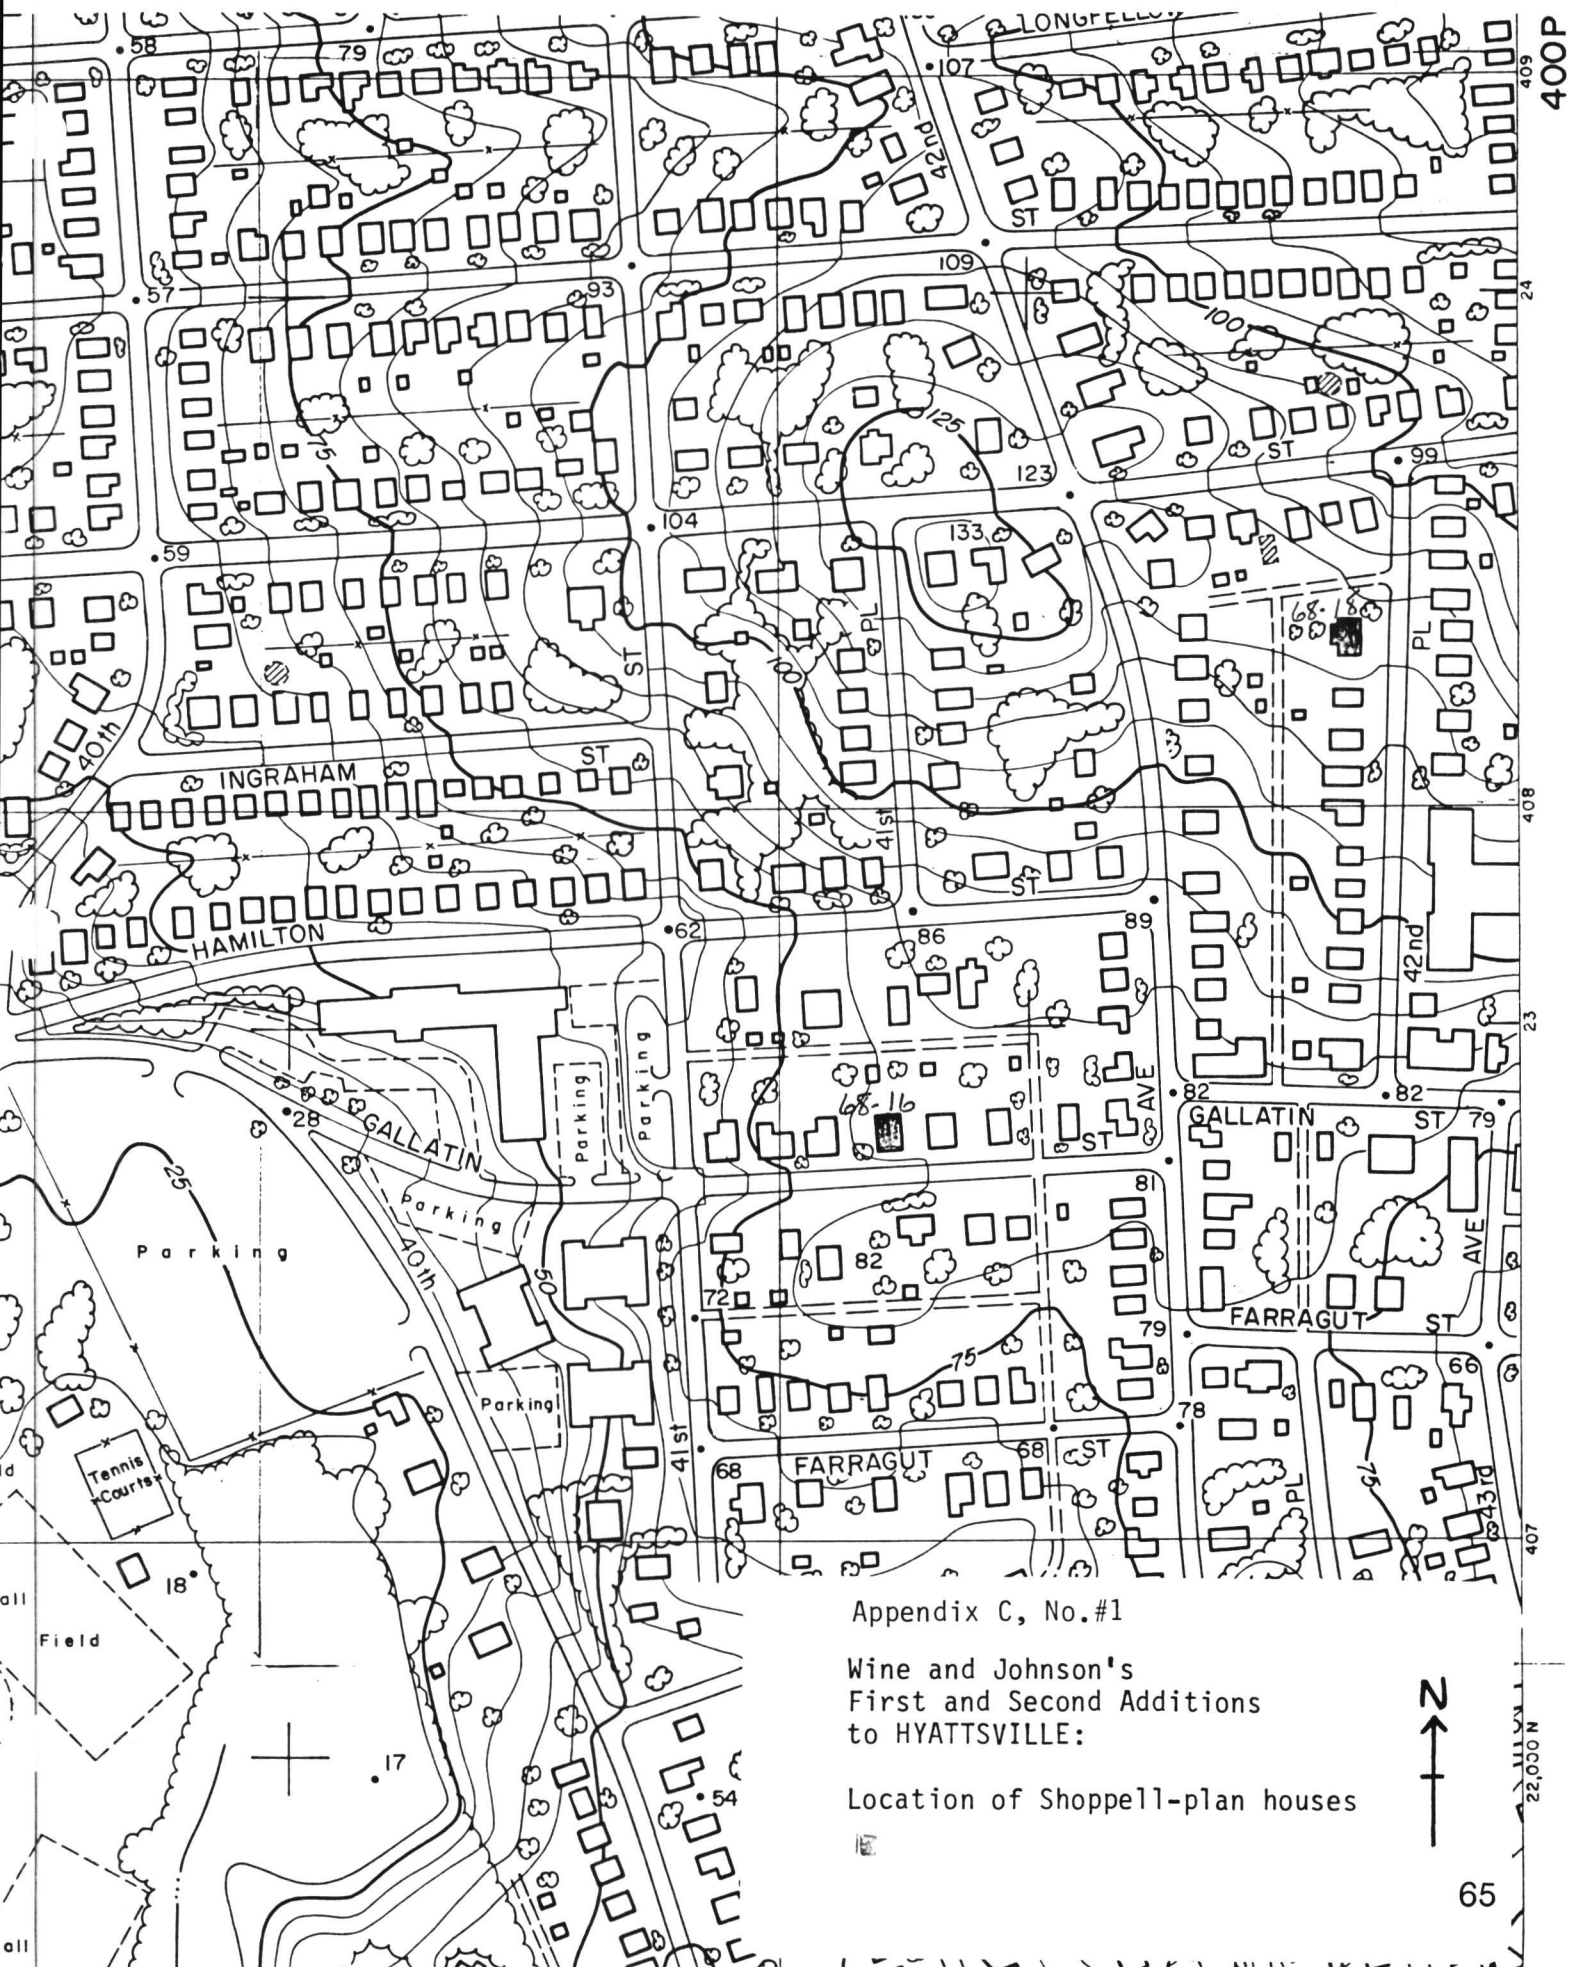 LONGFELLOW
400P
58
79
107
409
42nd
ST
109
57
93
24
100
125
75
ST
99
123
104
133
59
68-18
PL
PL
ST
100
40th
INGRAHAM
ST
408
41st
ST
HAMILTON
62
86
89
42nd
23
Parking
Parking
68-16
AVE
82
82
28
GALLATIN
ST
GALLATIN
ST
79
25
Parking
81
Parking
40th
50
82
AVE
72
FARRAGUT
ST
79
75
66
Parking
78
41st
68
FARRAGUT
68
ST
Tennis
Courts
PL
75
43rd
407
18
all
Field
Appendix C, No.#1
Wine and Johnson's
First and Second Additions
to HYATTSVILLE:
N
17
22,000 N
54
Location of Shoppell-plan houses
65
all